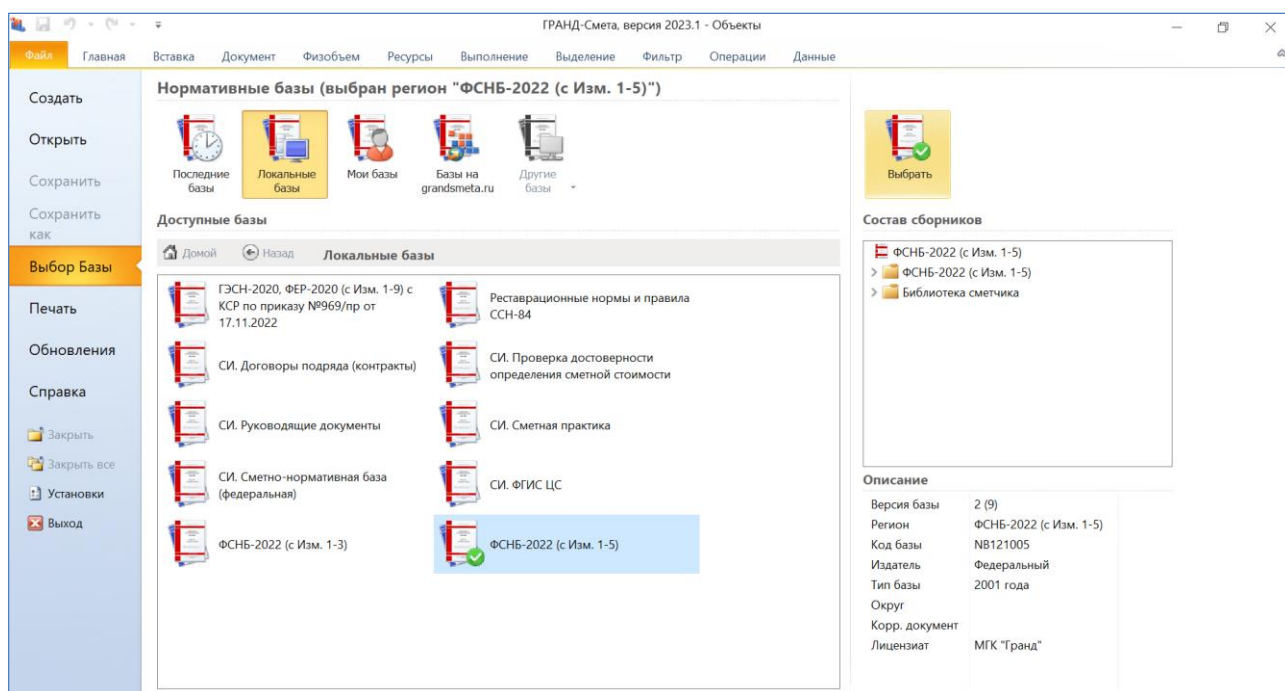 ГРАНД-Смета, версия 2023.1 - Объекты
Файл Главная Вставка Документ Физобъем Ресурсы Выполнение Выделение Фильтр Операции Данные
Создать
Открыть
Сохранить
Сохранить
как
Выбор Базы
Печать
Обновления
Справка
Закрыть
Закрыть все
Установки
Выход
Нормативные базы (выбран регион "ФСНБ-2022 (с Изм. 1-5)")
Последние
базы
Локальные
базы
Мои базы
Базы на
grandsmeta.ru
Другие
базы
Доступные базы
Домой Назад Локальные базы
ГЭСН-2020, ФЕР-2020 (с Изм. 1-9) с
КСР по приказу №969/пр от
17.11.2022
Реставрационные нормы и правила
ССН-84
СИ. Договоры подряда (контракты)
СИ. Проверка достоверности
определения сметной стоимости
СИ. Руководящие документы
СИ. Сметная практика
СИ. Сметно-нормативная база
(федеральная)
СИ. ФГИС ЦС
ФСНБ-2022 (с Изм. 1-3)
ФСНБ-2022 (с Изм. 1-5)
Выбрать
Состав сборников
ФСНБ-2022 (с Изм. 1-5)
ФСНБ-2022 (с Изм. 1-5)
Библиотека сметчика
Описание
Версия базы 2 (9)
Регион ФСНБ-2022 (с Изм. 1-5)
Код базы NB121005
Издатель Федеральный
Тип базы 2001 года
Округ
Корр. документ
Лицензиат МГК "Гранд"